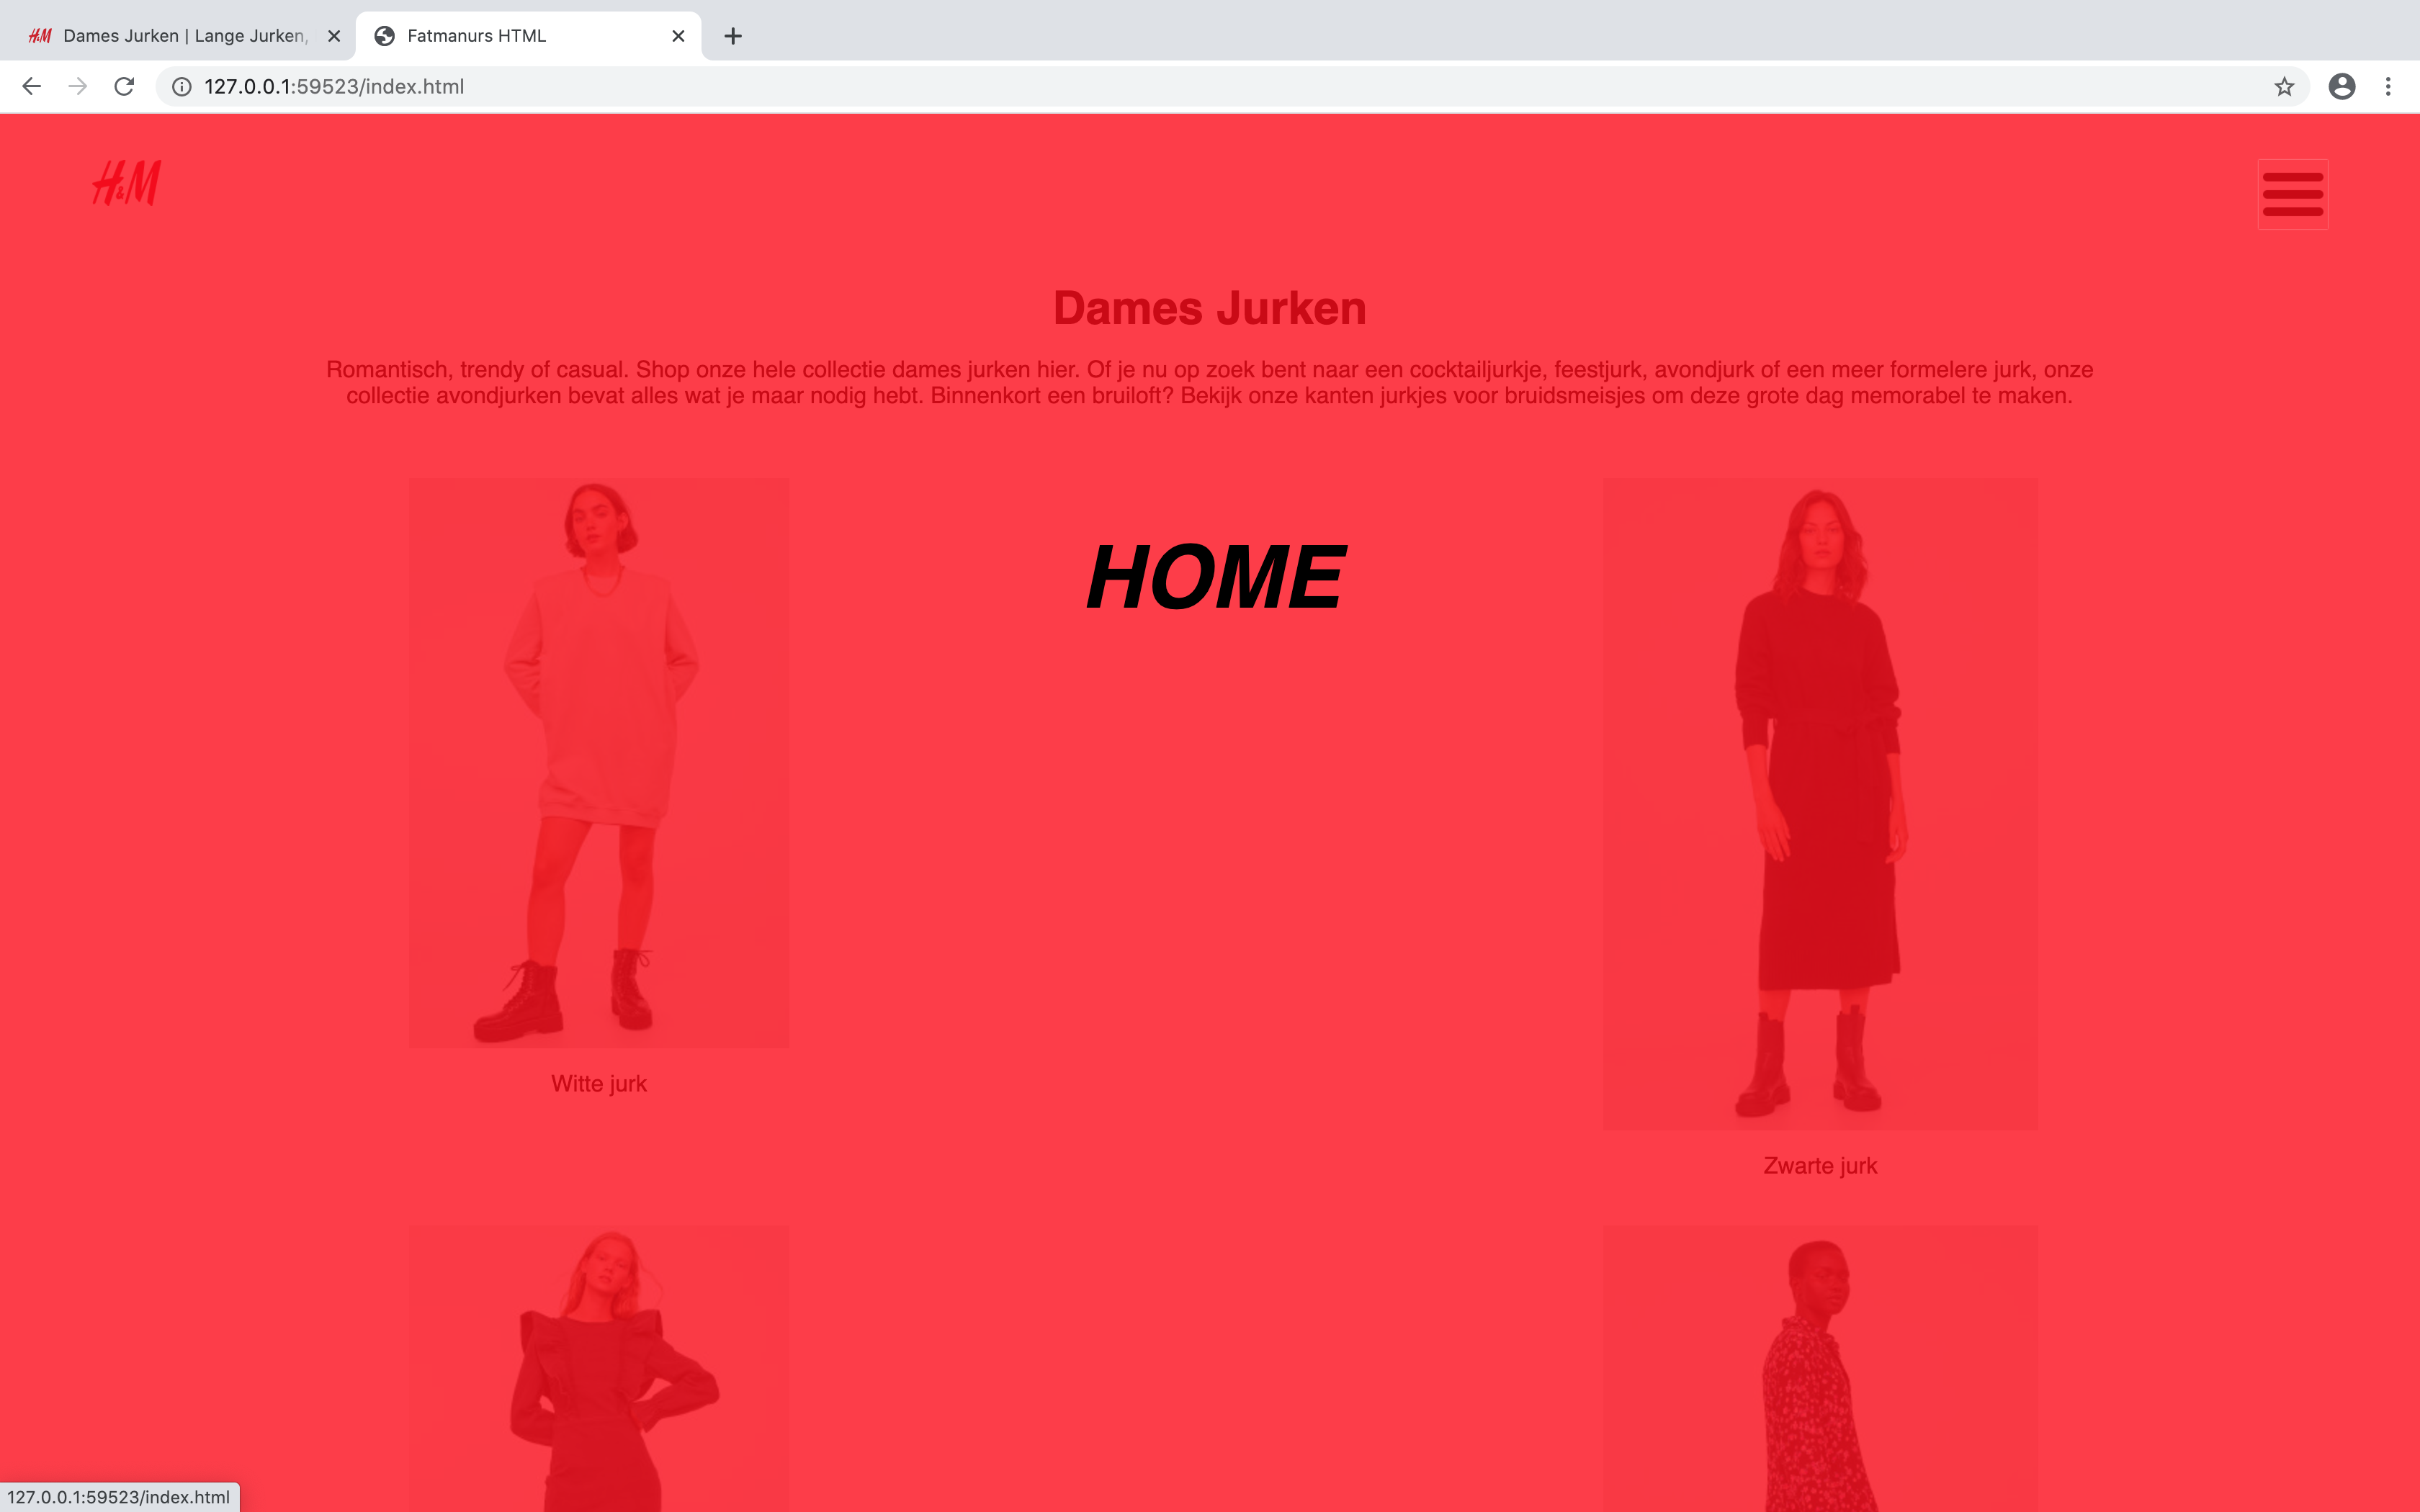 H&M Dames Jurken | Lange Jurken,
Fatmanurs HTML
127.0.0.1:59523/index.html
H&M
Dames Jurken
Romantisch, trendy of casual. Shop onze hele collectie dames jurken hier. Of je nu op zoek bent naar een cocktailjurkje, feestjurk, avondjurk of een meer formelere jurk, onze
collectie avondjurken bevat alles wat je maar nodig hebt. Binnenkort een bruiloft? Bekijk onze kanten jurkjes voor bruidsmeisjes om deze grote dag memorabel te maken.
HOME
Witte jurk
Zwarte jurk
127.0.0.1:59523/index.html